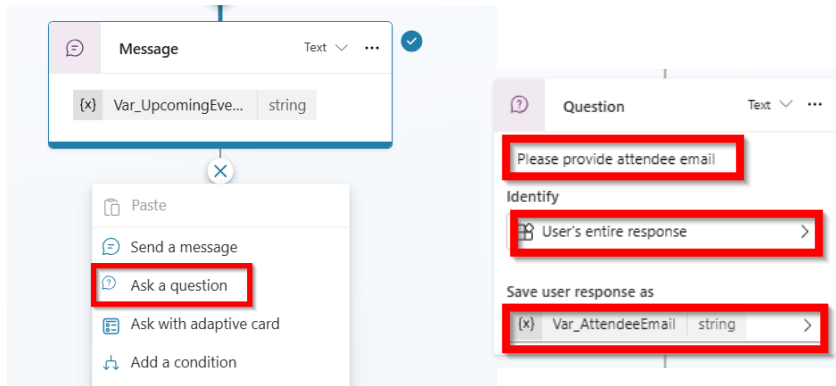 Message Text
{x} Var_UpcomingEve... string
Paste
Send a message
Ask a question
Ask with adaptive card
Add a condition
Question Text
Please provide attendee email
Identify
User's entire response
Save user response as
{x} Var_AttendeeEmail string